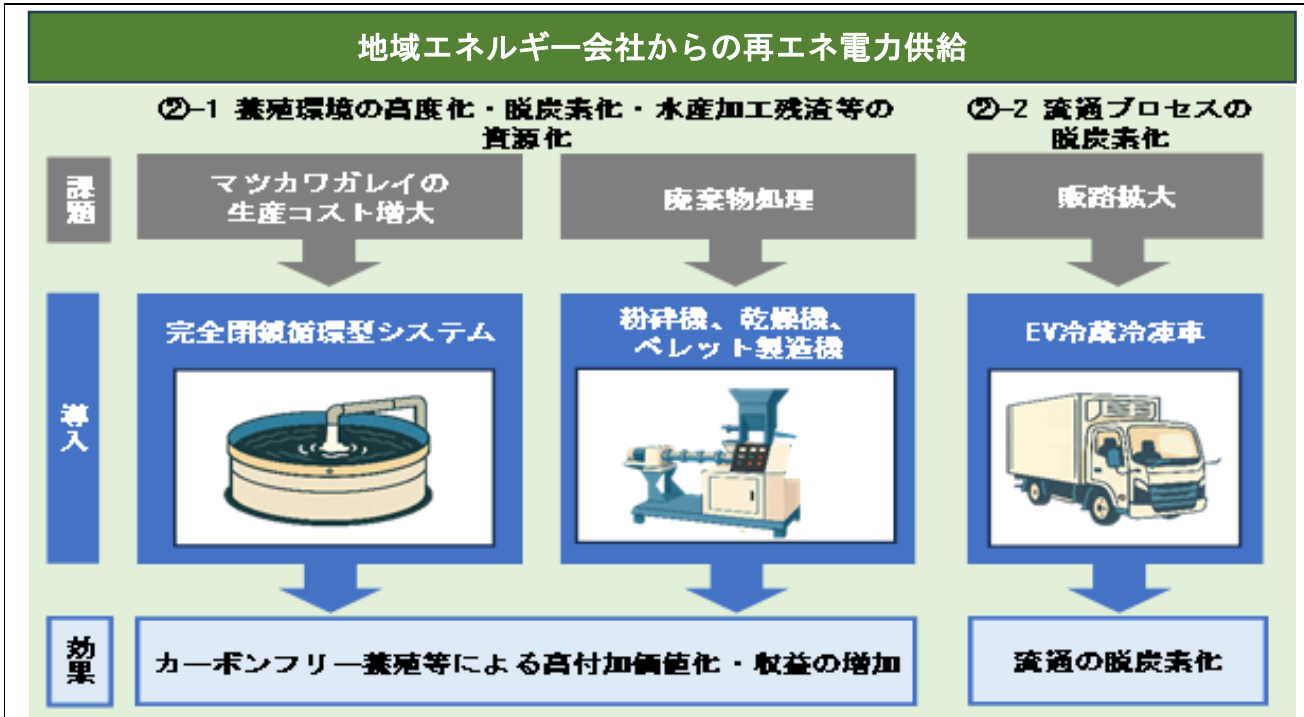 地域エネルギー会社からの再エネ電力供給
②-1 養殖環境の高度化・脱炭素化・水産加工残渣等の
資源化
②-2 流通プロセスの
脱炭素化
課題
マツカワガレイの
生産コスト増大
廃棄物処理
販路拡大
導入
完全閉鎖循環型システム
粉砕機、乾燥機、
ペレット製造機
EV冷蔵冷凍車
効果
カーボンフリー養殖等による高付加価値化・収益の増加
流通の脱炭素化